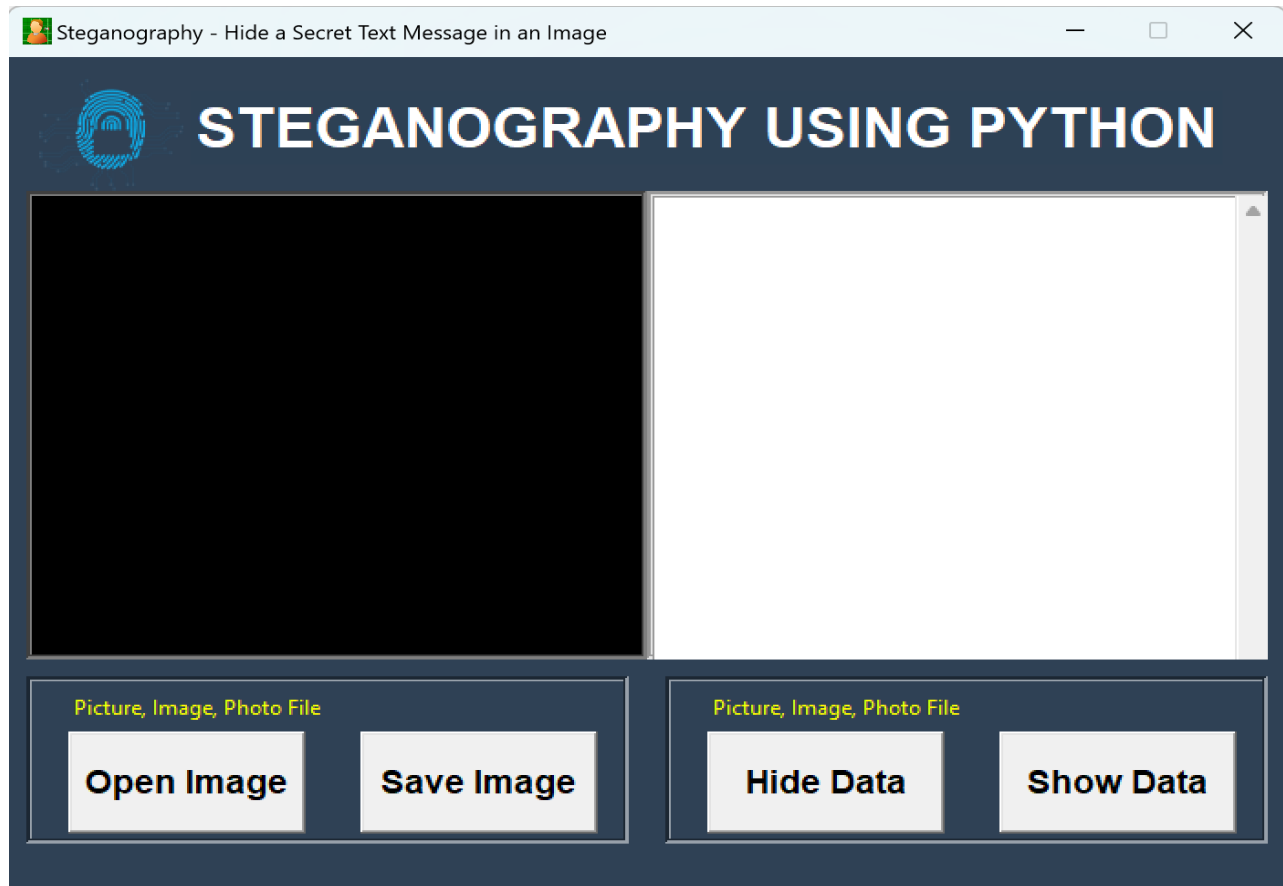 Steganography - Hide a Secret Text Message in an Image
STEGANOGRAPHY USING PYTHON
Picture, Image, Photo File
Open Image
Save Image
Picture, Image, Photo File
Hide Data
Show Data